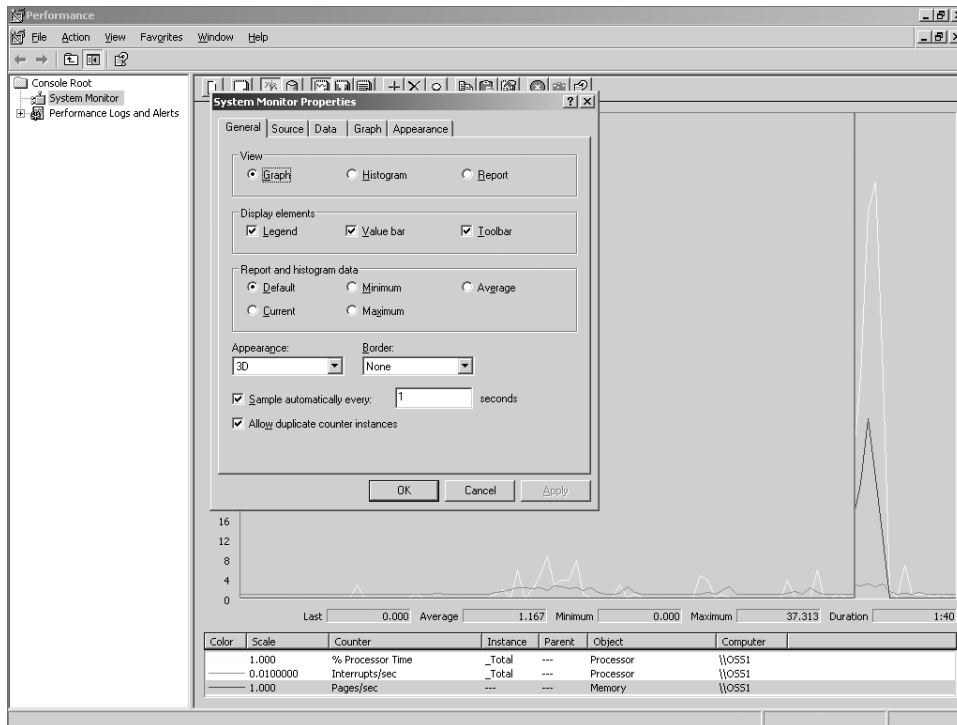 Performance
File Action View Favorites Window Help
Console Root
System Monitor
Performance Logs and Alerts
System Monitor Properties
General Source Data Graph Appearance
View
Graph Histogram Report
Display elements
Legend Value bar Toolbar
Report and histogram data
Default Minimum Average
Current Maximum
Appearance: Border:
3D None
Sample automatically every: 1 seconds
Allow duplicate counter instances
OK Cancel Apply
16
12
8
4
0
Last 0.000 Average 1.167 Minimum 0.000 Maximum 37.313 Duration 1:40
Color Scale Counter Instance Parent Object Computer
1.000 % Processor Time _Total --- Processor \\OSS1
0.0100000 Interrupts/sec _Total --- Processor \\OSS1
1.000 Pages/sec --- --- Memory \\OSS1